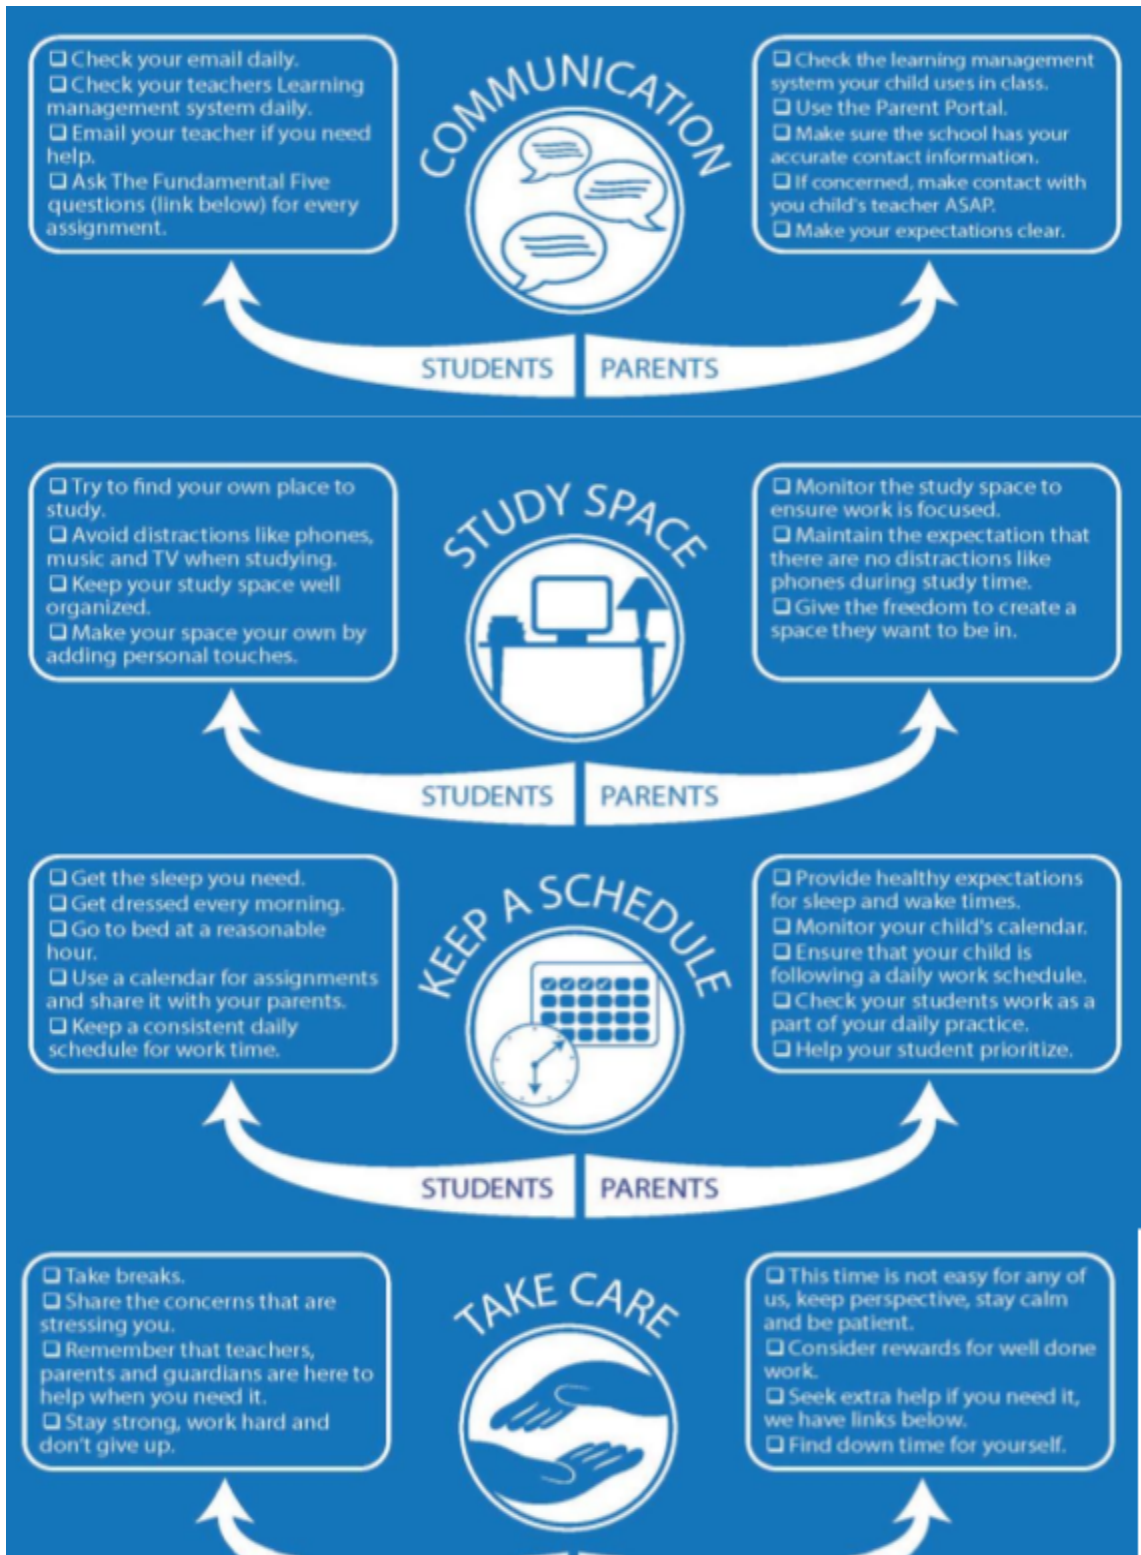 ❑ Check your email daily.
❑ Check your teachers Learning
management system daily.
❑ Email your teacher if you need
help.
❑ Ask The Fundamental Five
questions (link below) for every
assignment.
COMMUNICATION
❑ Check the learning management
system your child uses in class.
❑ Use the Parent Portal.
❑ Make sure the school has your
accurate contact information.
❑ If concerned, make contact with
you child's teacher ASAP.
❑ Make your expectations clear.
STUDENTS
PARENTS
❑ Try to find your own place to
study.
❑ Avoid distractions like phones,
music and TV when studying.
❑ Keep your study space well
organized.
❑ Make your space your own by
adding personal touches.
STUDY SPACE
❑ Monitor the study space to
ensure work is focused.
❑ Maintain the expectation that
there are no distractions like
phones during study time.
❑ Give the freedom to create a
space they want to be in.
STUDENTS
PARENTS
❑ Get the sleep you need.
❑ Get dressed every morning.
❑ Go to bed at a reasonable
hour.
❑ Use a calendar for assignments
and share it with your parents.
❑ Keep a consistent daily
schedule for work time.
KEEP A SCHEDULE
❑ Provide healthy expectations
for sleep and wake times.
❑ Monitor your child's calendar.
❑ Ensure that your child is
following a daily work schedule.
❑ Check your students work as a
part of your daily practice.
❑ Help your student prioritize.
STUDENTS
PARENTS
❑ Take breaks.
❑ Share the concerns that are
stressing you.
❑ Remember that teachers,
parents and guardians are here to
help when you need it.
❑ Stay strong, work hard and
don't give up.
TAKE CARE
❑ This time is not easy for any of
us, keep perspective, stay calm
and be patient.
❑ Consider rewards for well done
work.
❑ Seek extra help if you need it,
we have links below.
❑ Find down time for yourself.